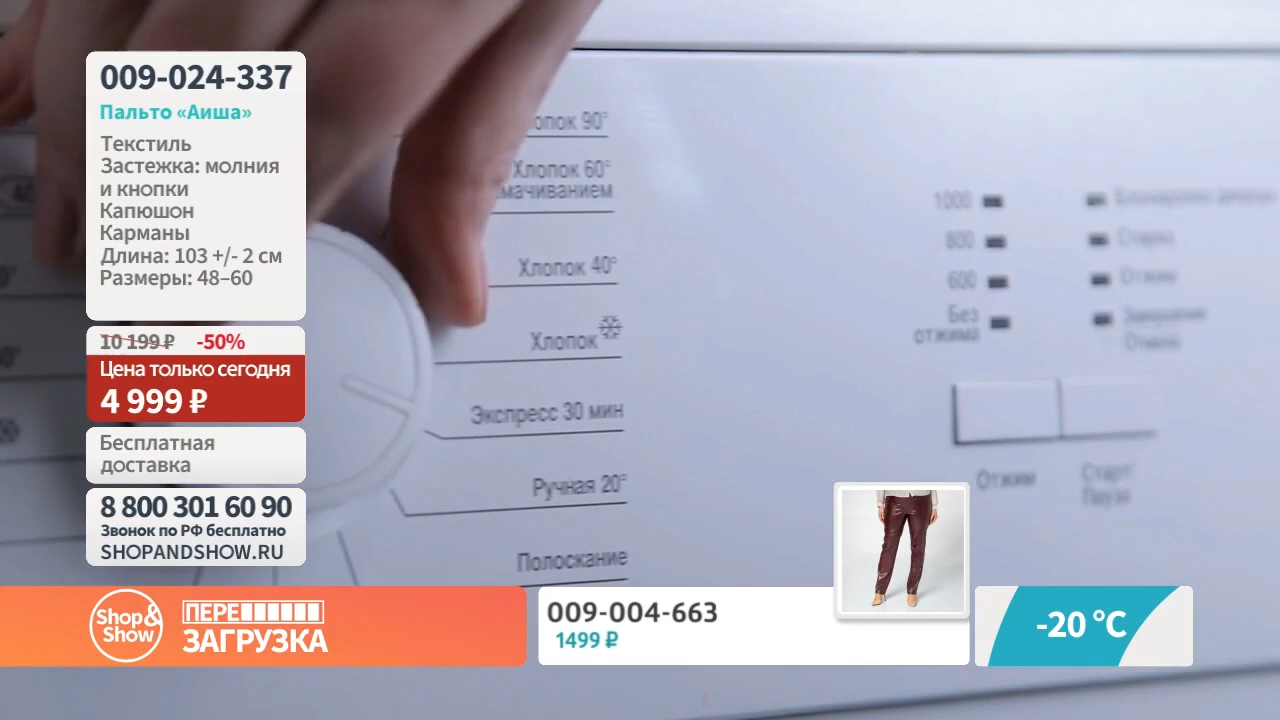 009-024-337
Пальто «Аиша»
Текстиль
Застежка: молния
и кнопки
Капюшон
Карманы
Длина: 103 +/- 2 см
Размеры: 48–60
10 199 ₽ -50%
Цена только сегодня
4 999 ₽
Бесплатная
доставка
8 800 301 60 90
Звонок по РФ бесплатно
SHOPANDSHOW.RU
Shop&
Show
ПЕРЕ
ЗАГРУЗКА
009-004-663
1499 ₽
-20 °C
90°
Хлопок 60°
Хлопок 40°
Хлопок
Экспресс 30 мин
Ручная 20°
Полоскание
1000
800
600
Без
отжима
Стирка
Отжим
Отжим
Старт
Пауза